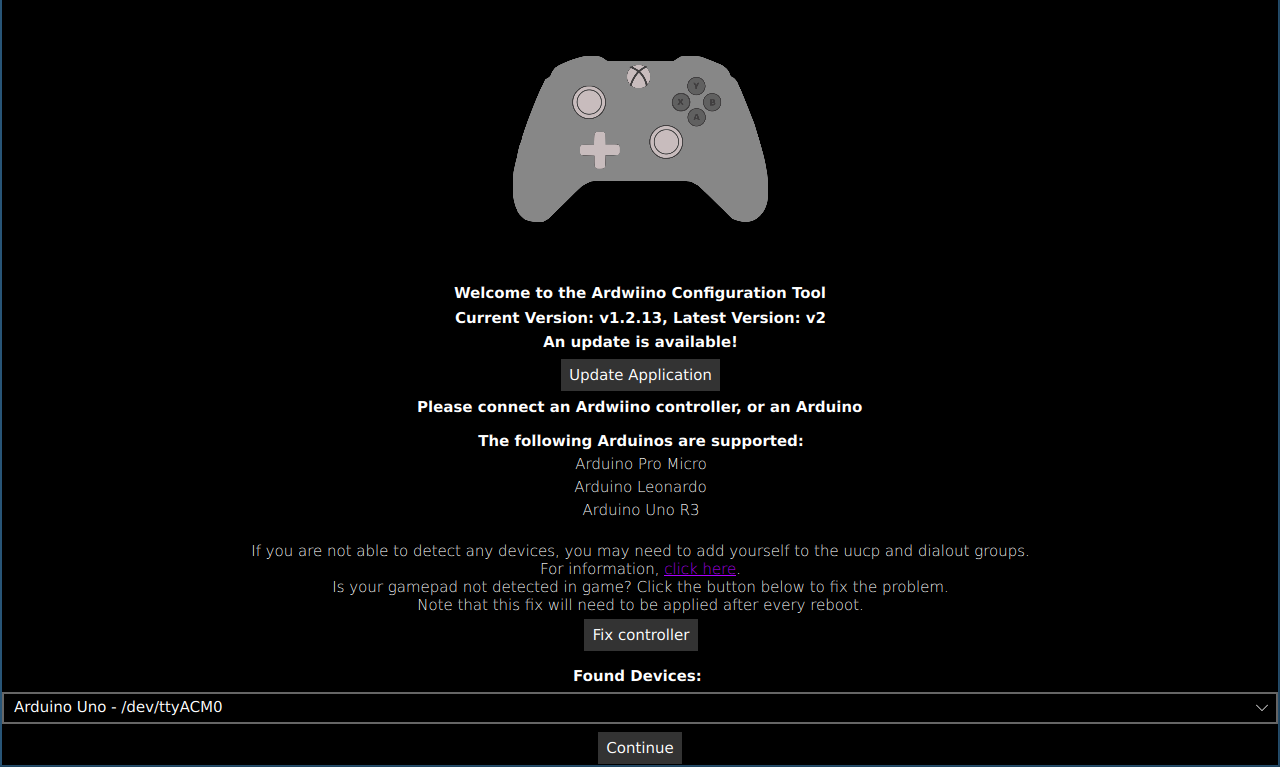 Y
X B
A
Welcome to the Ardwiino Configuration Tool
Current Version: v1.2.13, Latest Version: v2
An update is available!
Update Application
Please connect an Ardwiino controller, or an Arduino
The following Arduinos are supported:
Arduino Pro Micro
Arduino Leonardo
Arduino Uno R3
If you are not able to detect any devices, you may need to add yourself to the uucp and dialout groups.
For information, click here.
Is your gamepad not detected in game? Click the button below to fix the problem.
Note that this fix will need to be applied after every reboot.
Fix controller
Found Devices:
Arduino Uno - /dev/ttyACM0
Continue